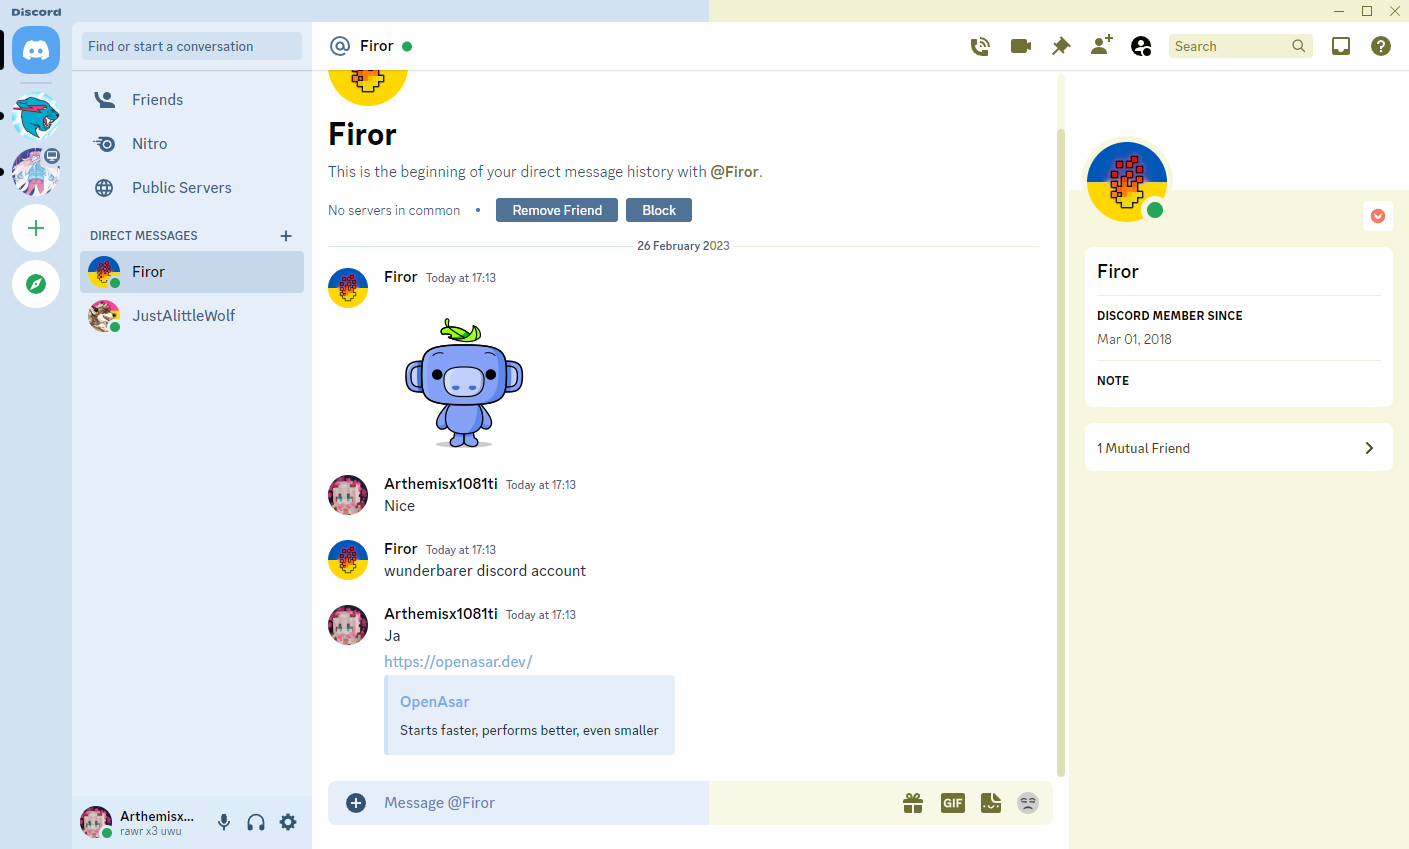 Discord
Find or start a conversation
Friends
Nitro
Public Servers
DIRECT MESSAGES
Firor
JustAlittleWolf
Arthemisx...
rawr x3 uwu
Firor
Search
Firor
This is the beginning of your direct message history with @Firor.
No servers in common • Remove Friend Block
26 February 2023
Firor Today at 17:13
Arthemisx1081ti Today at 17:13
Nice
Firor Today at 17:13
wunderbarer discord account
Arthemisx1081ti Today at 17:13
Ja
https://openasar.dev/
OpenAsar
Starts faster, performs better, even smaller
Message @Firor
GIF
Firor
DISCORD MEMBER SINCE
Mar 01, 2018
NOTE
1 Mutual Friend